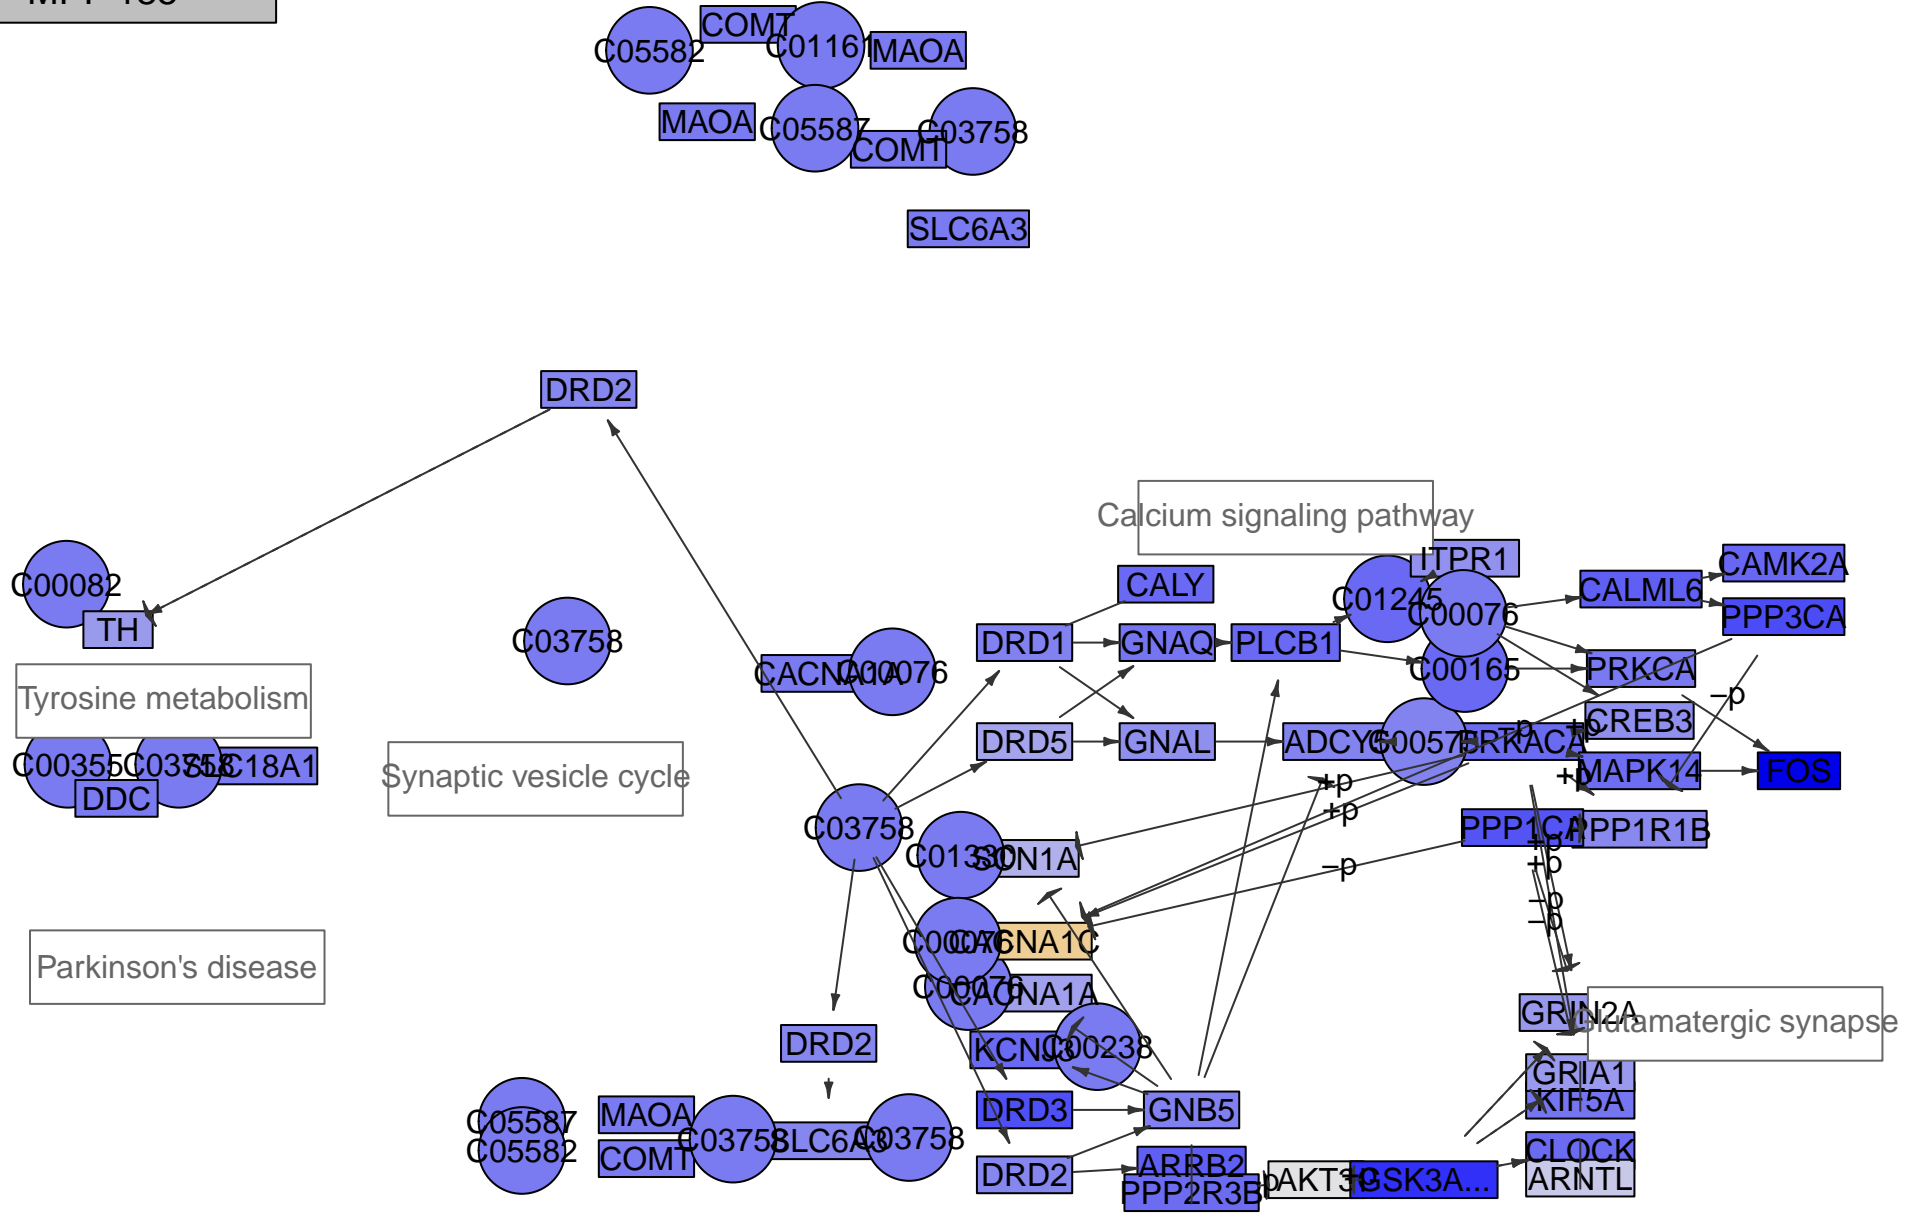 COMT
C05582
C01161
MAOA
MAOA
C05587
C03758
COMT
SLC6A3
DRD2
Calcium signaling pathway
ITPR1
CAMK2A
C00082
CALY
C01245
CALML6
C00076
PPP3CA
TH
C03758
DRD1
GNAQ
PLCB1
CACNA1A
C00076
C00165
PRKCA
Tyrosine metabolism
–p
CREB3
+p
–p
DRD5
GNAL
ADCY5
C00575
PRKACA
C00355
C03758
SLC18A1
MAPK14
FOS
Synaptic vesicle cycle
+p
+p
DDC
+p
C03758
PPP1CA
PPP1R1B
C01330
SCN1A
+p
+p
–p
–p
–p
C00076
CACNA1C
Parkinson's disease
C00076
CACNA1A
GRIN2A
Glutamatergic synapse
DRD2
KCNJ3
C00238
GRIA1
KIF5A
DRD3
GNB5
C05587
MAOA
C03758
SLC6A3
C03758
C05582
COMT
CLOCK
ARRB2
DRD2
AKT3
+p
GSK3A...
ARNTL
PPP2R3B